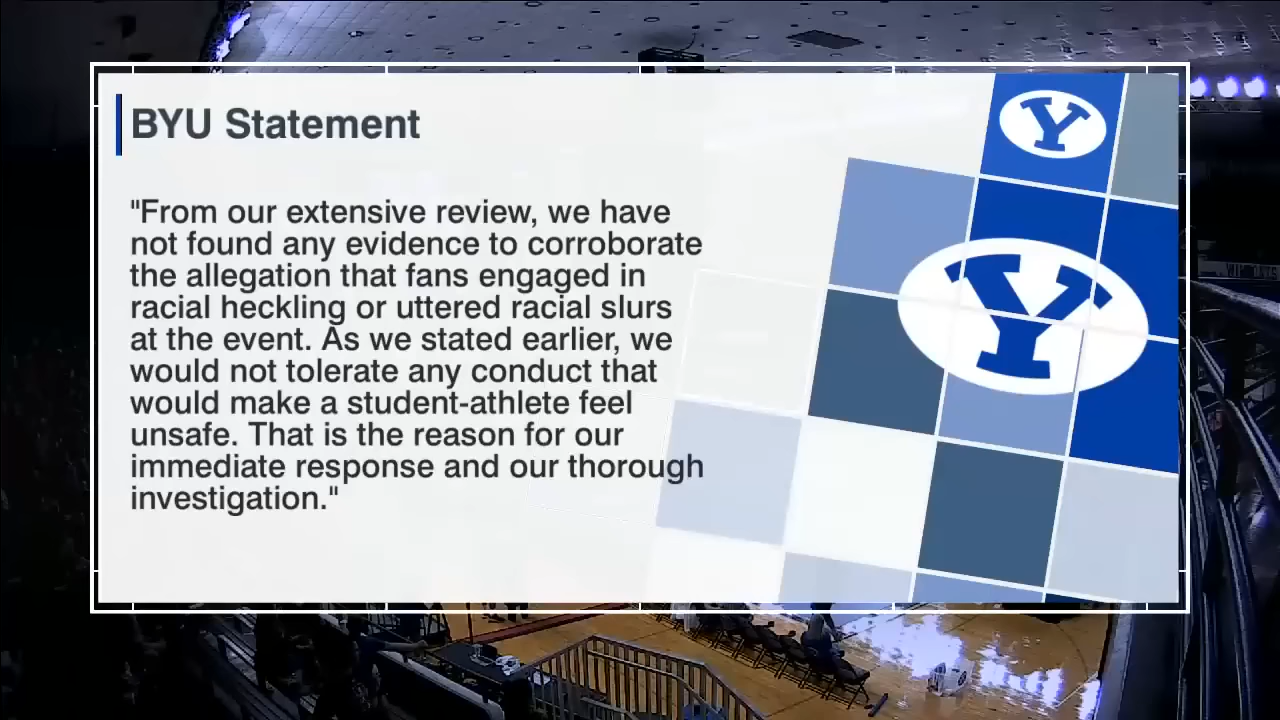 BYU Statement
Y
"From our extensive review, we have
not found any evidence to corroborate
the allegation that fans engaged in
racial heckling or uttered racial slurs
at the event. As we stated earlier, we
would not tolerate any conduct that
would make a student-athlete feel
unsafe. That is the reason for our
immediate response and our thorough
investigation."
Y